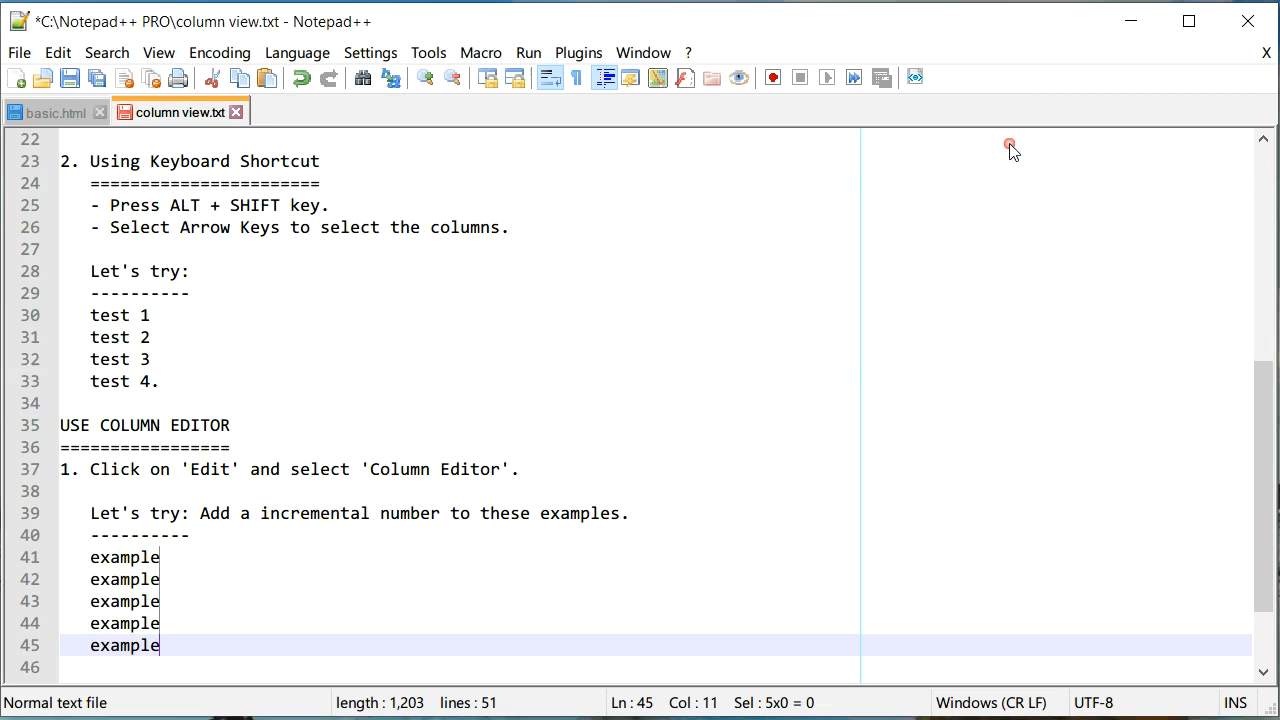 *C:\Notepad++ PRO\column view.txt - Notepad++
File Edit Search View Encoding Language Settings Tools Macro Run Plugins Window ? X
basic.html column view.txt
22
23 2. Using Keyboard Shortcut
24 =======================
25 - Press ALT + SHIFT key.
26 - Select Arrow Keys to select the columns.
27
28 Let's try:
29 ----------
30 test 1
31 test 2
32 test 3
33 test 4.
34
35 USE COLUMN EDITOR
36 =================
37 1. Click on 'Edit' and select 'Column Editor'.
38
39 Let's try: Add a incremental number to these examples.
40 ----------
41 example
42 example
43 example
44 example
45 example
46
Normal text file length : 1,203 lines : 51 Ln : 45 Col : 11 Sel : 5x0 = 0 Windows (CR LF) UTF-8 INS